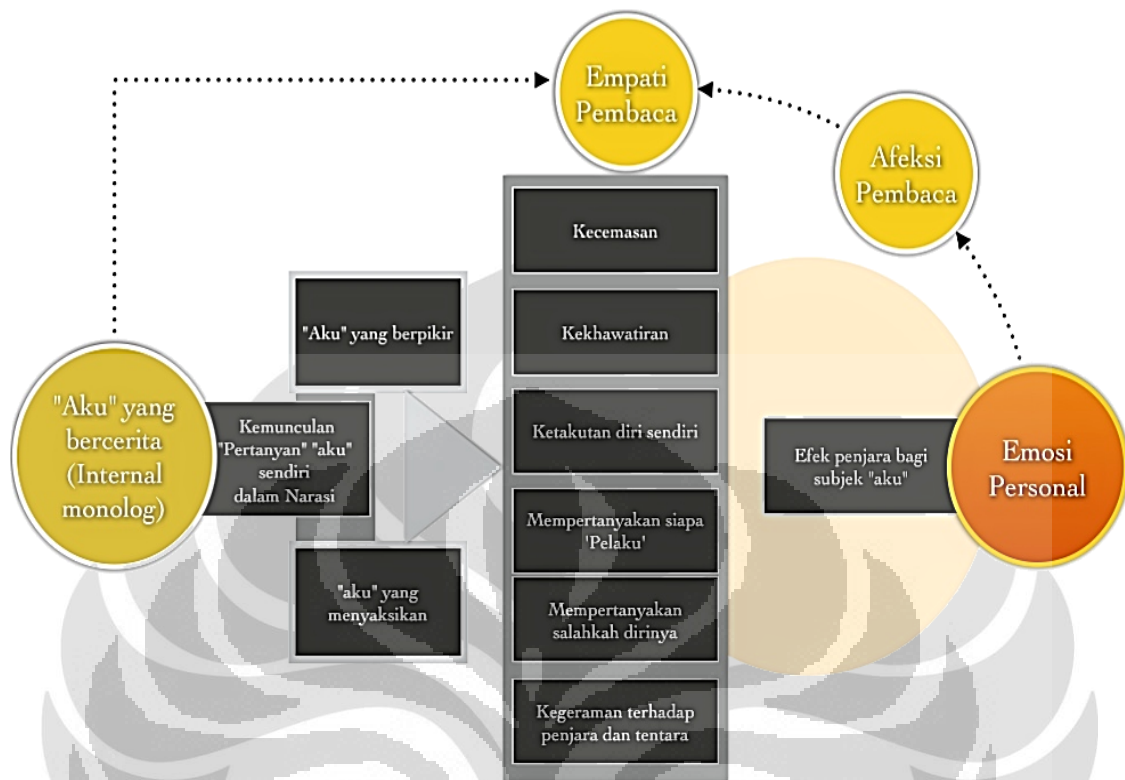 Empati
Pembaca
Afeksi
Pembaca
Kecemasan
"Aku" yang berpikir
Kekhawatiran
"Aku" yang
bercerita
(Internal
monolog)
Kemunculan
"Pertanyan" "aku"
sendiri
dalam Narasi
Ketakutan diri sendiri
Efek penjara bagi
subjek "aku"
Emosi
Personal
Mempertanyakan siapa
'Pelaku'
"aku" yang
menyaksikan
Mempertanyakan
salahkah dirinya
Kegeraman terhadap
penjara dan tentara